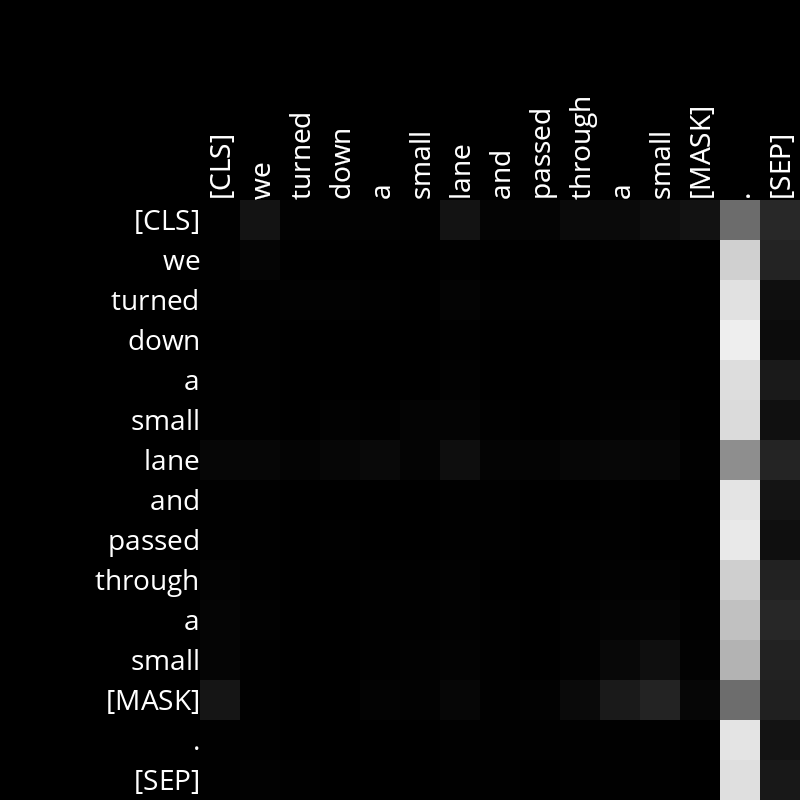 [CLS] we turned down a small lane and passed through a small [MASK] . [SEP]
[CLS]
we
turned
down
a
small
lane
and
passed
through
a
small
[MASK]
.
[SEP]